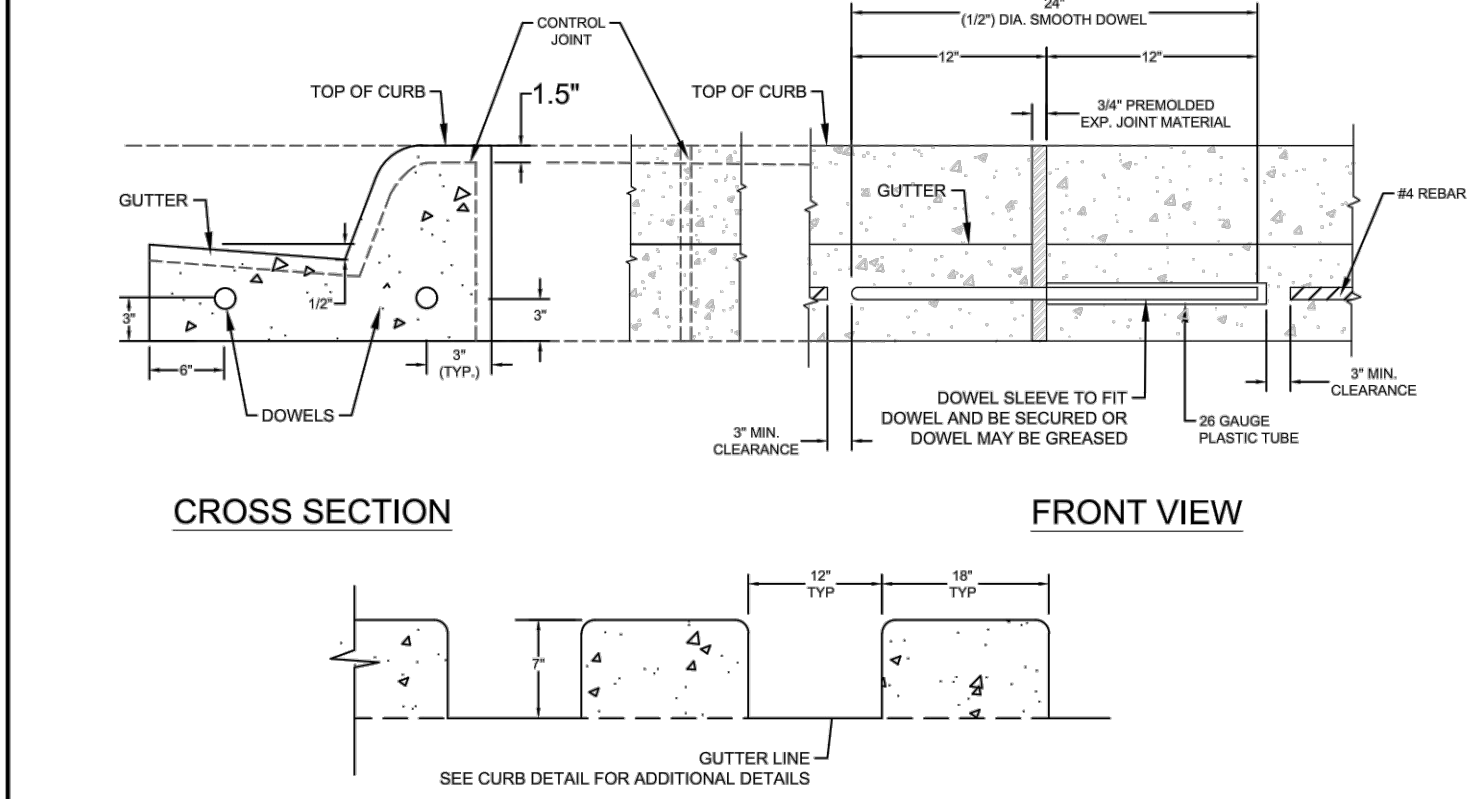 CONTROL
JOINT
TOP OF CURB
1.5"
GUTTER
1/2"
3"
3"
6"
3"
(TYP.)
DOWELS
CROSS SECTION
24"
(1/2") DIA. SMOOTH DOWEL
12"
12"
TOP OF CURB
3/4" PREMOLDED
EXP. JOINT MATERIAL
GUTTER
#4 REBAR
3" MIN.
CLEARANCE
DOWEL SLEEVE TO FIT
DOWEL AND BE SECURED OR
DOWEL MAY BE GREASED
26 GAUGE
PLASTIC TUBE
3" MIN.
CLEARANCE
FRONT VIEW
12"
TYP
18"
TYP
7"
GUTTER LINE
SEE CURB DETAIL FOR ADDITIONAL DETAILS